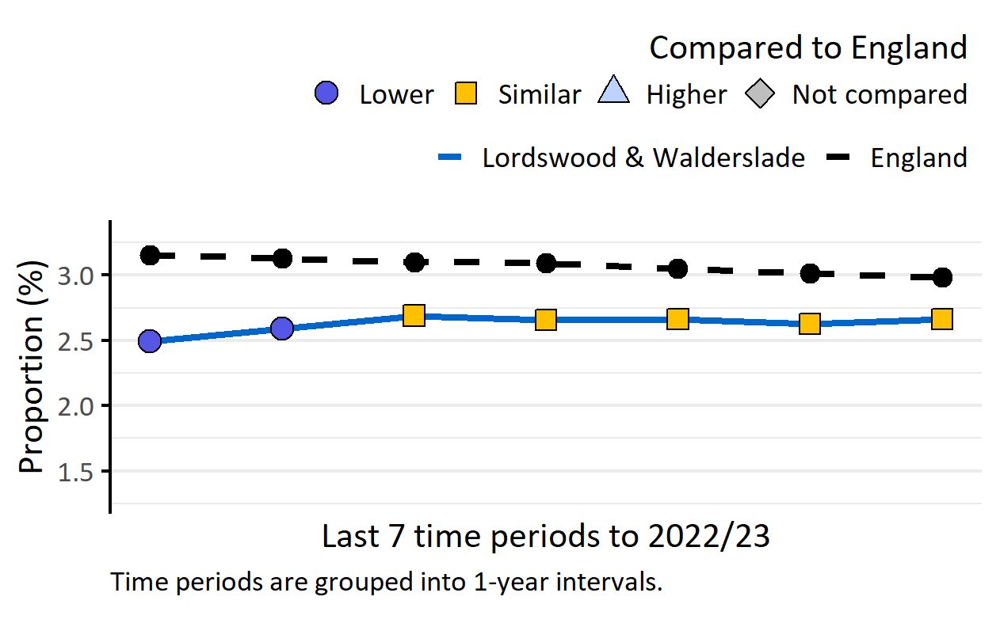 Compared to England
Lower Similar Higher Not compared
Lordswood & Walderslade England
Proportion (%)
3.0
2.5
2.0
1.5
Last 7 time periods to 2022/23
Time periods are grouped into 1-year intervals.